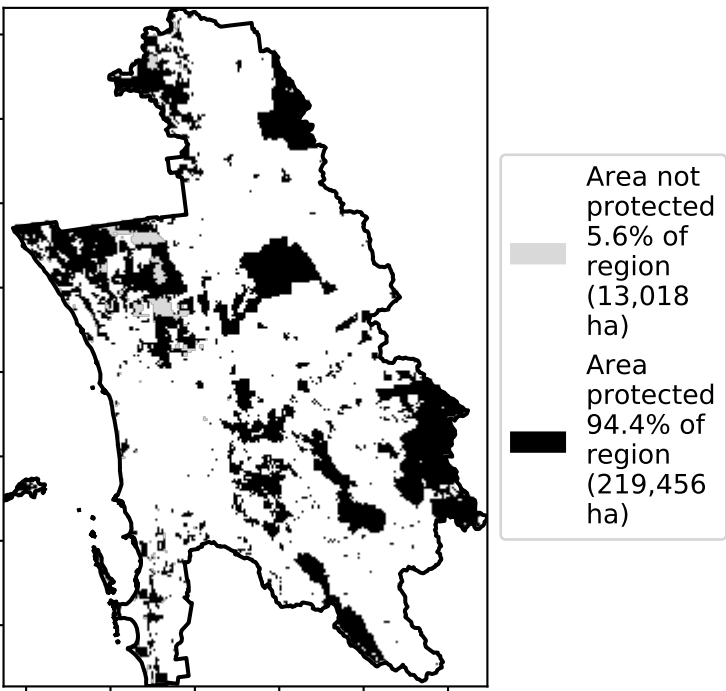 Area not
protected
5.6% of
region
(13,018
ha)
Area
protected
94.4% of
region
(219,456
ha)